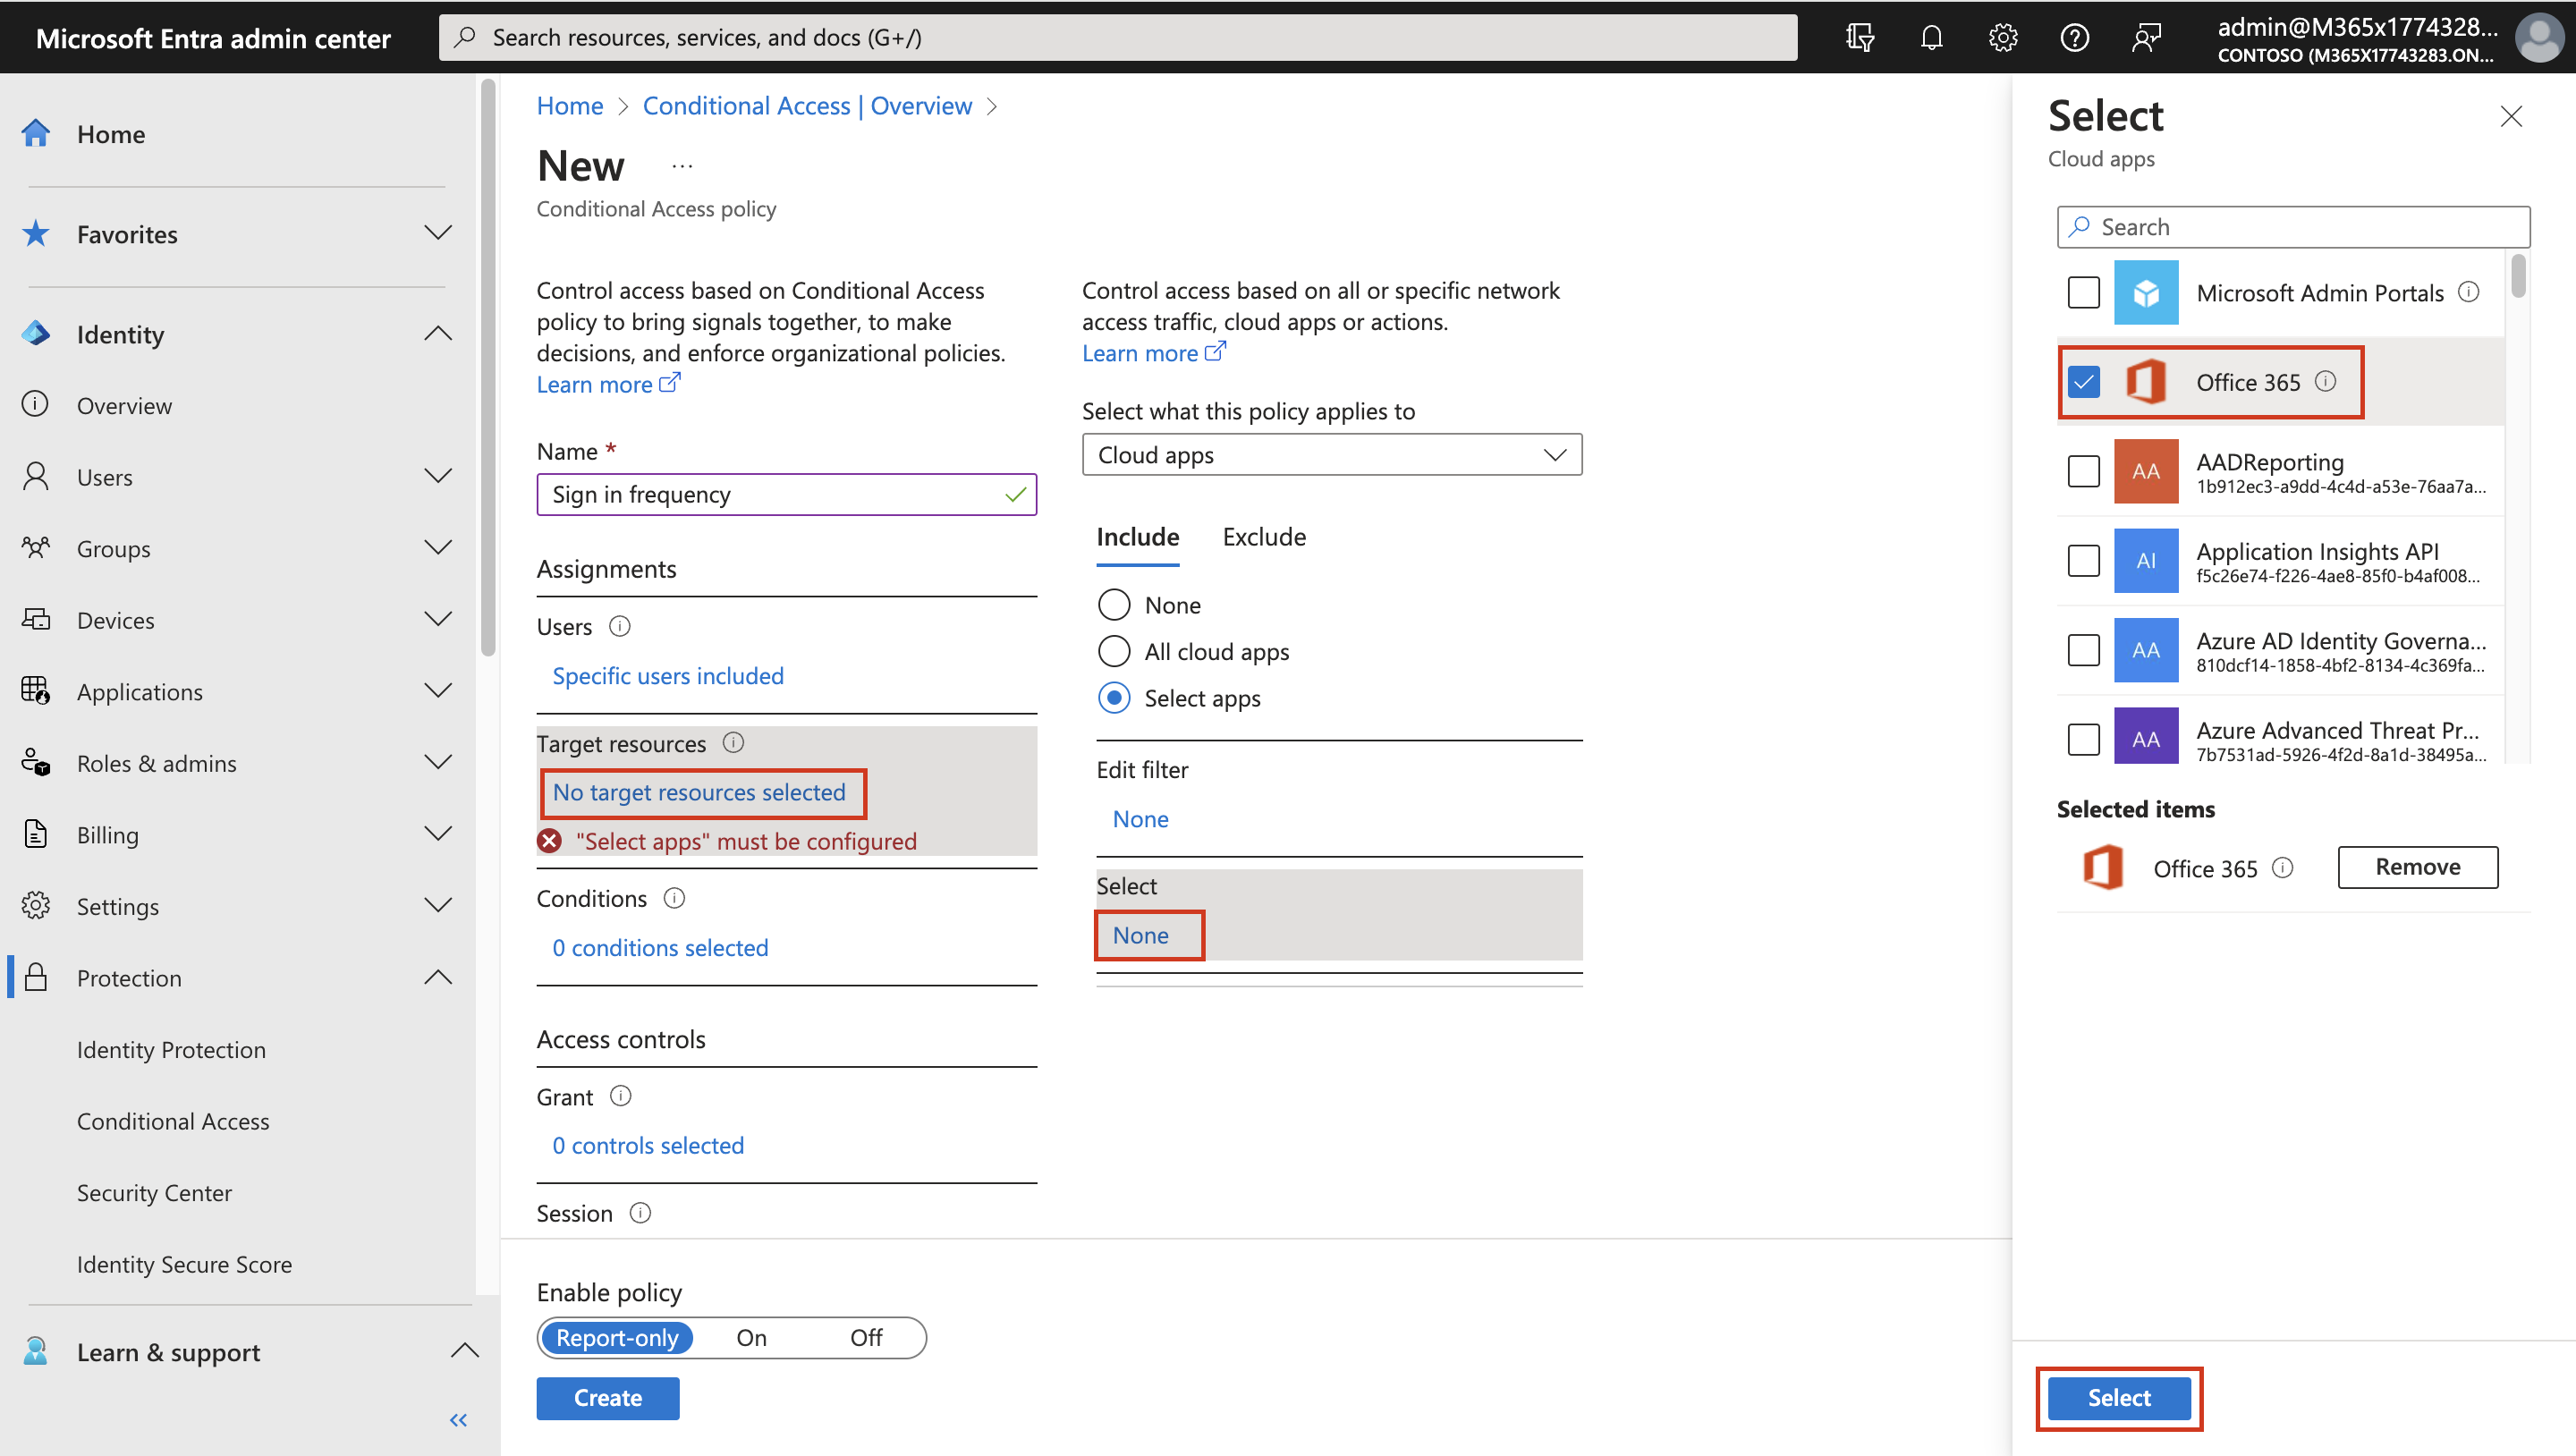 Microsoft Entra admin center
Search resources, services, and docs (G+/)
admin@M365x1774328...
CONTOSO (M365X17743283.ON...
Home
Favorites
Identity
Overview
Users
Groups
Devices
Applications
Roles & admins
Billing
Settings
Protection
Identity Protection
Conditional Access
Security Center
Identity Secure Score
Learn & support
Home > Conditional Access | Overview >
New ...
Conditional Access policy
Control access based on Conditional Access
policy to bring signals together, to make
decisions, and enforce organizational policies.
Learn more
Name *
Sign in frequency
Assignments
Users
Specific users included
Target resources
No target resources selected
"Select apps" must be configured
Conditions
0 conditions selected
Access controls
Grant
0 controls selected
Session
Enable policy
Report-only On Off
Create
Control access based on all or specific network
access traffic, cloud apps or actions.
Learn more
Select what this policy applies to
Cloud apps
Include Exclude
None
All cloud apps
Select apps
Edit filter
None
Select
None
Select
Cloud apps
Search
Microsoft Admin Portals
Office 365
AA
AADReporting
1b912ec3-a9dd-4c4d-a53e-76aa7a...
AI
Application Insights API
f5c26e74-f226-4ae8-85f0-b4af008...
AA
Azure AD Identity Governa...
810dcf14-1858-4bf2-8134-4c369fa...
AA
Azure Advanced Threat Pr...
7b7531ad-5926-4f2d-8a1d-38495a...
Selected items
Office 365
Remove
Select